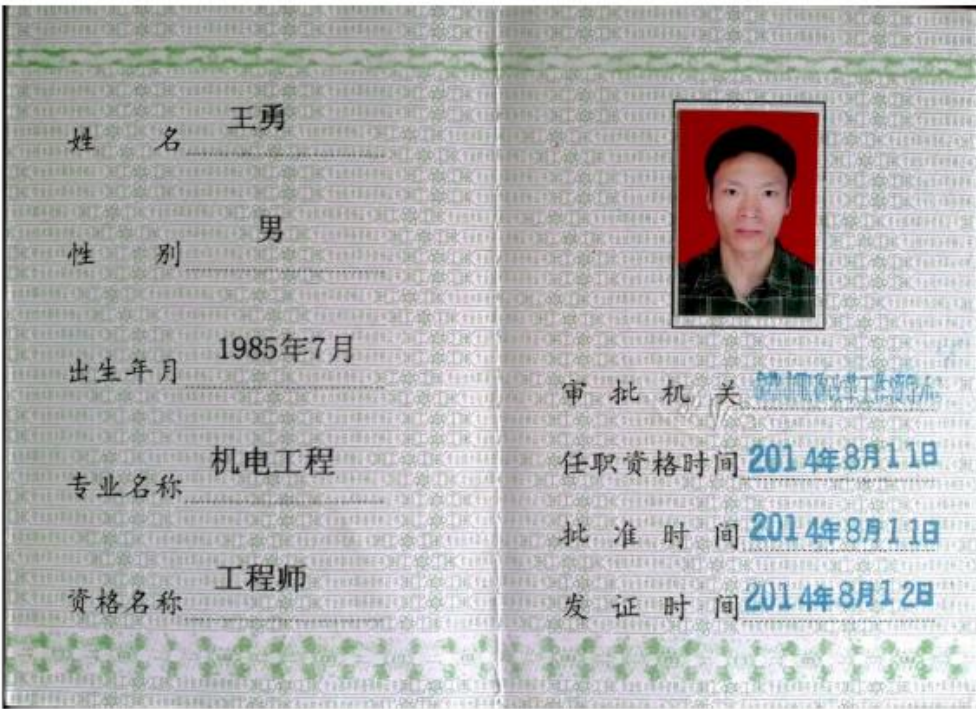 姓 名 王勇
性 别 男
出生年月 1985年7月
专业名称 机电工程
资格名称 工程师
审 批 机 关
任职资格时间 2014年8月11日
批 准 时 间 2014年8月11日
发 证 时 间 2014年8月12日